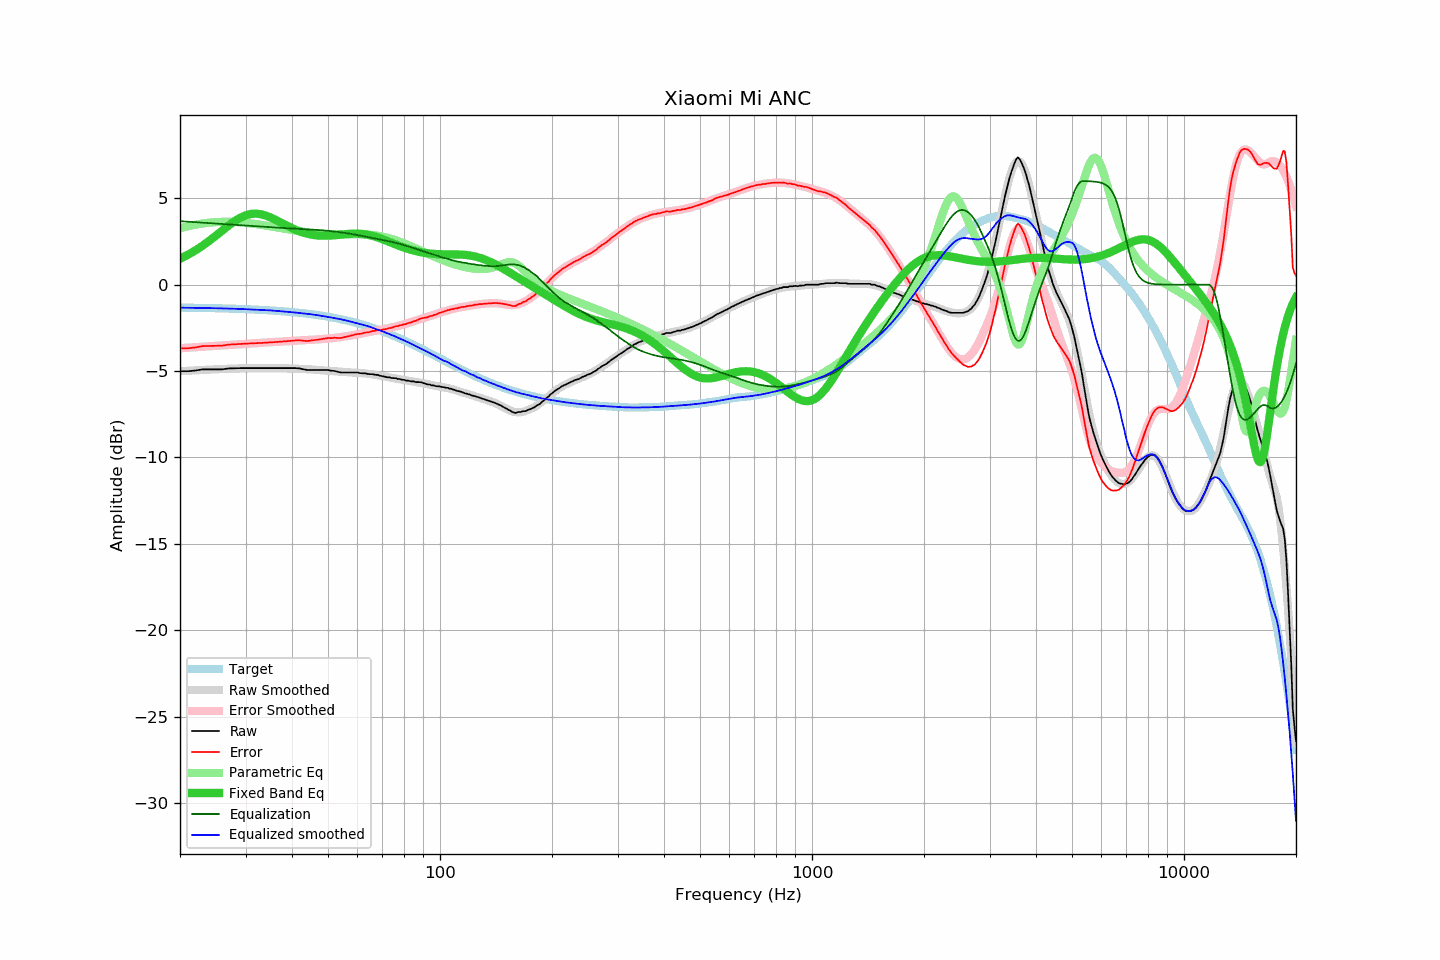 Xiaomi Mi ANC
Amplitude (dBr)
5
0
−5
−10
−15
−20
−25
−30
Target
Raw Smoothed
Error Smoothed
Raw
Error
Parametric Eq
Fixed Band Eq
Equalization
Equalized smoothed
100
1000
10000
Frequency (Hz)